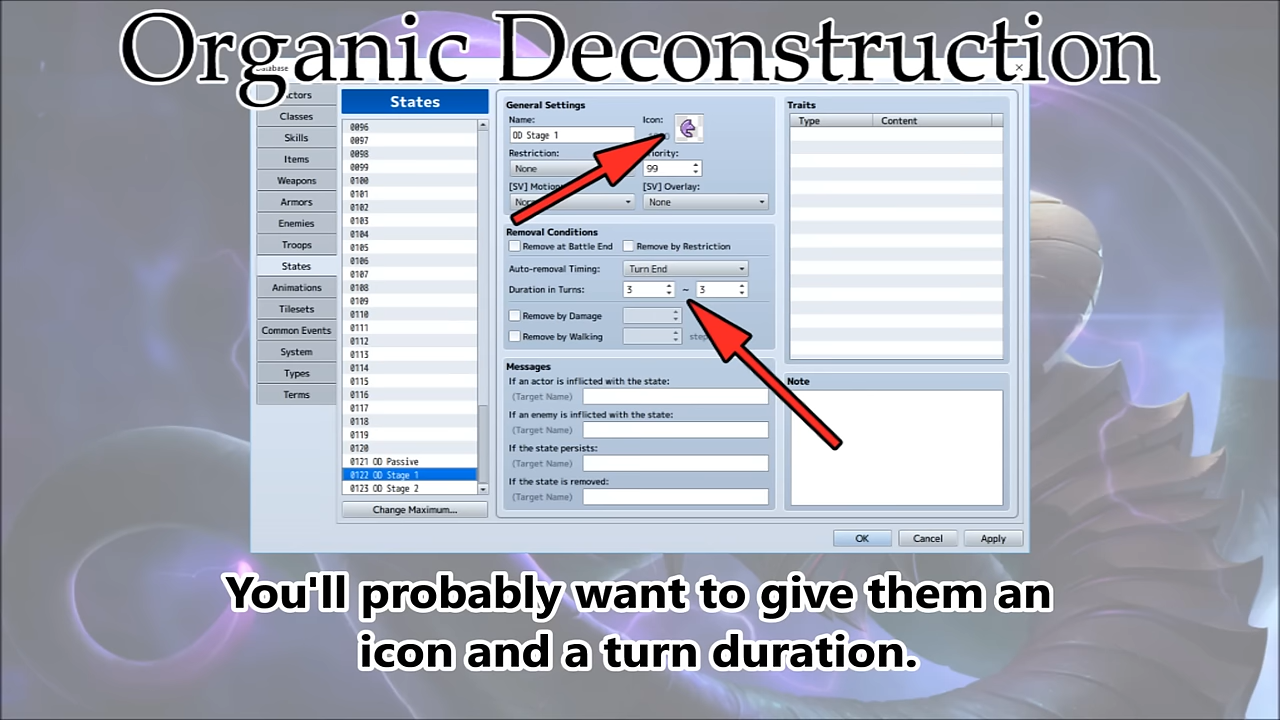 Organic Deconstruction
Database
Actors
Classes
Skills
Items
Weapons
Armors
Enemies
Troops
States
Animations
Tilesets
Common Events
System
Types
Terms
States
0096
0097
0098
0099
0100
0101
0102
0103
0104
0105
0106
0107
0108
0109
0110
0111
0112
0113
0114
0115
0116
0117
0118
0119
0120
0121 OD Passive
0122 OD Stage 1
0123 OD Stage 2
Change Maximum...
General Settings
Name:
Icon:
OD Stage 1
Restriction:
Priority:
None
99
[SV] Motion:
[SV] Overlay:
Normal
None
Removal Conditions
Remove at Battle End
Remove by Restriction
Auto-removal Timing:
Turn End
Duration in Turns:
3 ~ 3
Remove by Damage
Remove by Walking
steps
Messages
If an actor is inflicted with the state:
(Target Name)
If an enemy is inflicted with the state:
(Target Name)
If the state persists:
(Target Name)
If the state is removed:
(Target Name)
Traits
Type Content
Note
OK Cancel Apply
You'll probably want to give them an
icon and a turn duration.